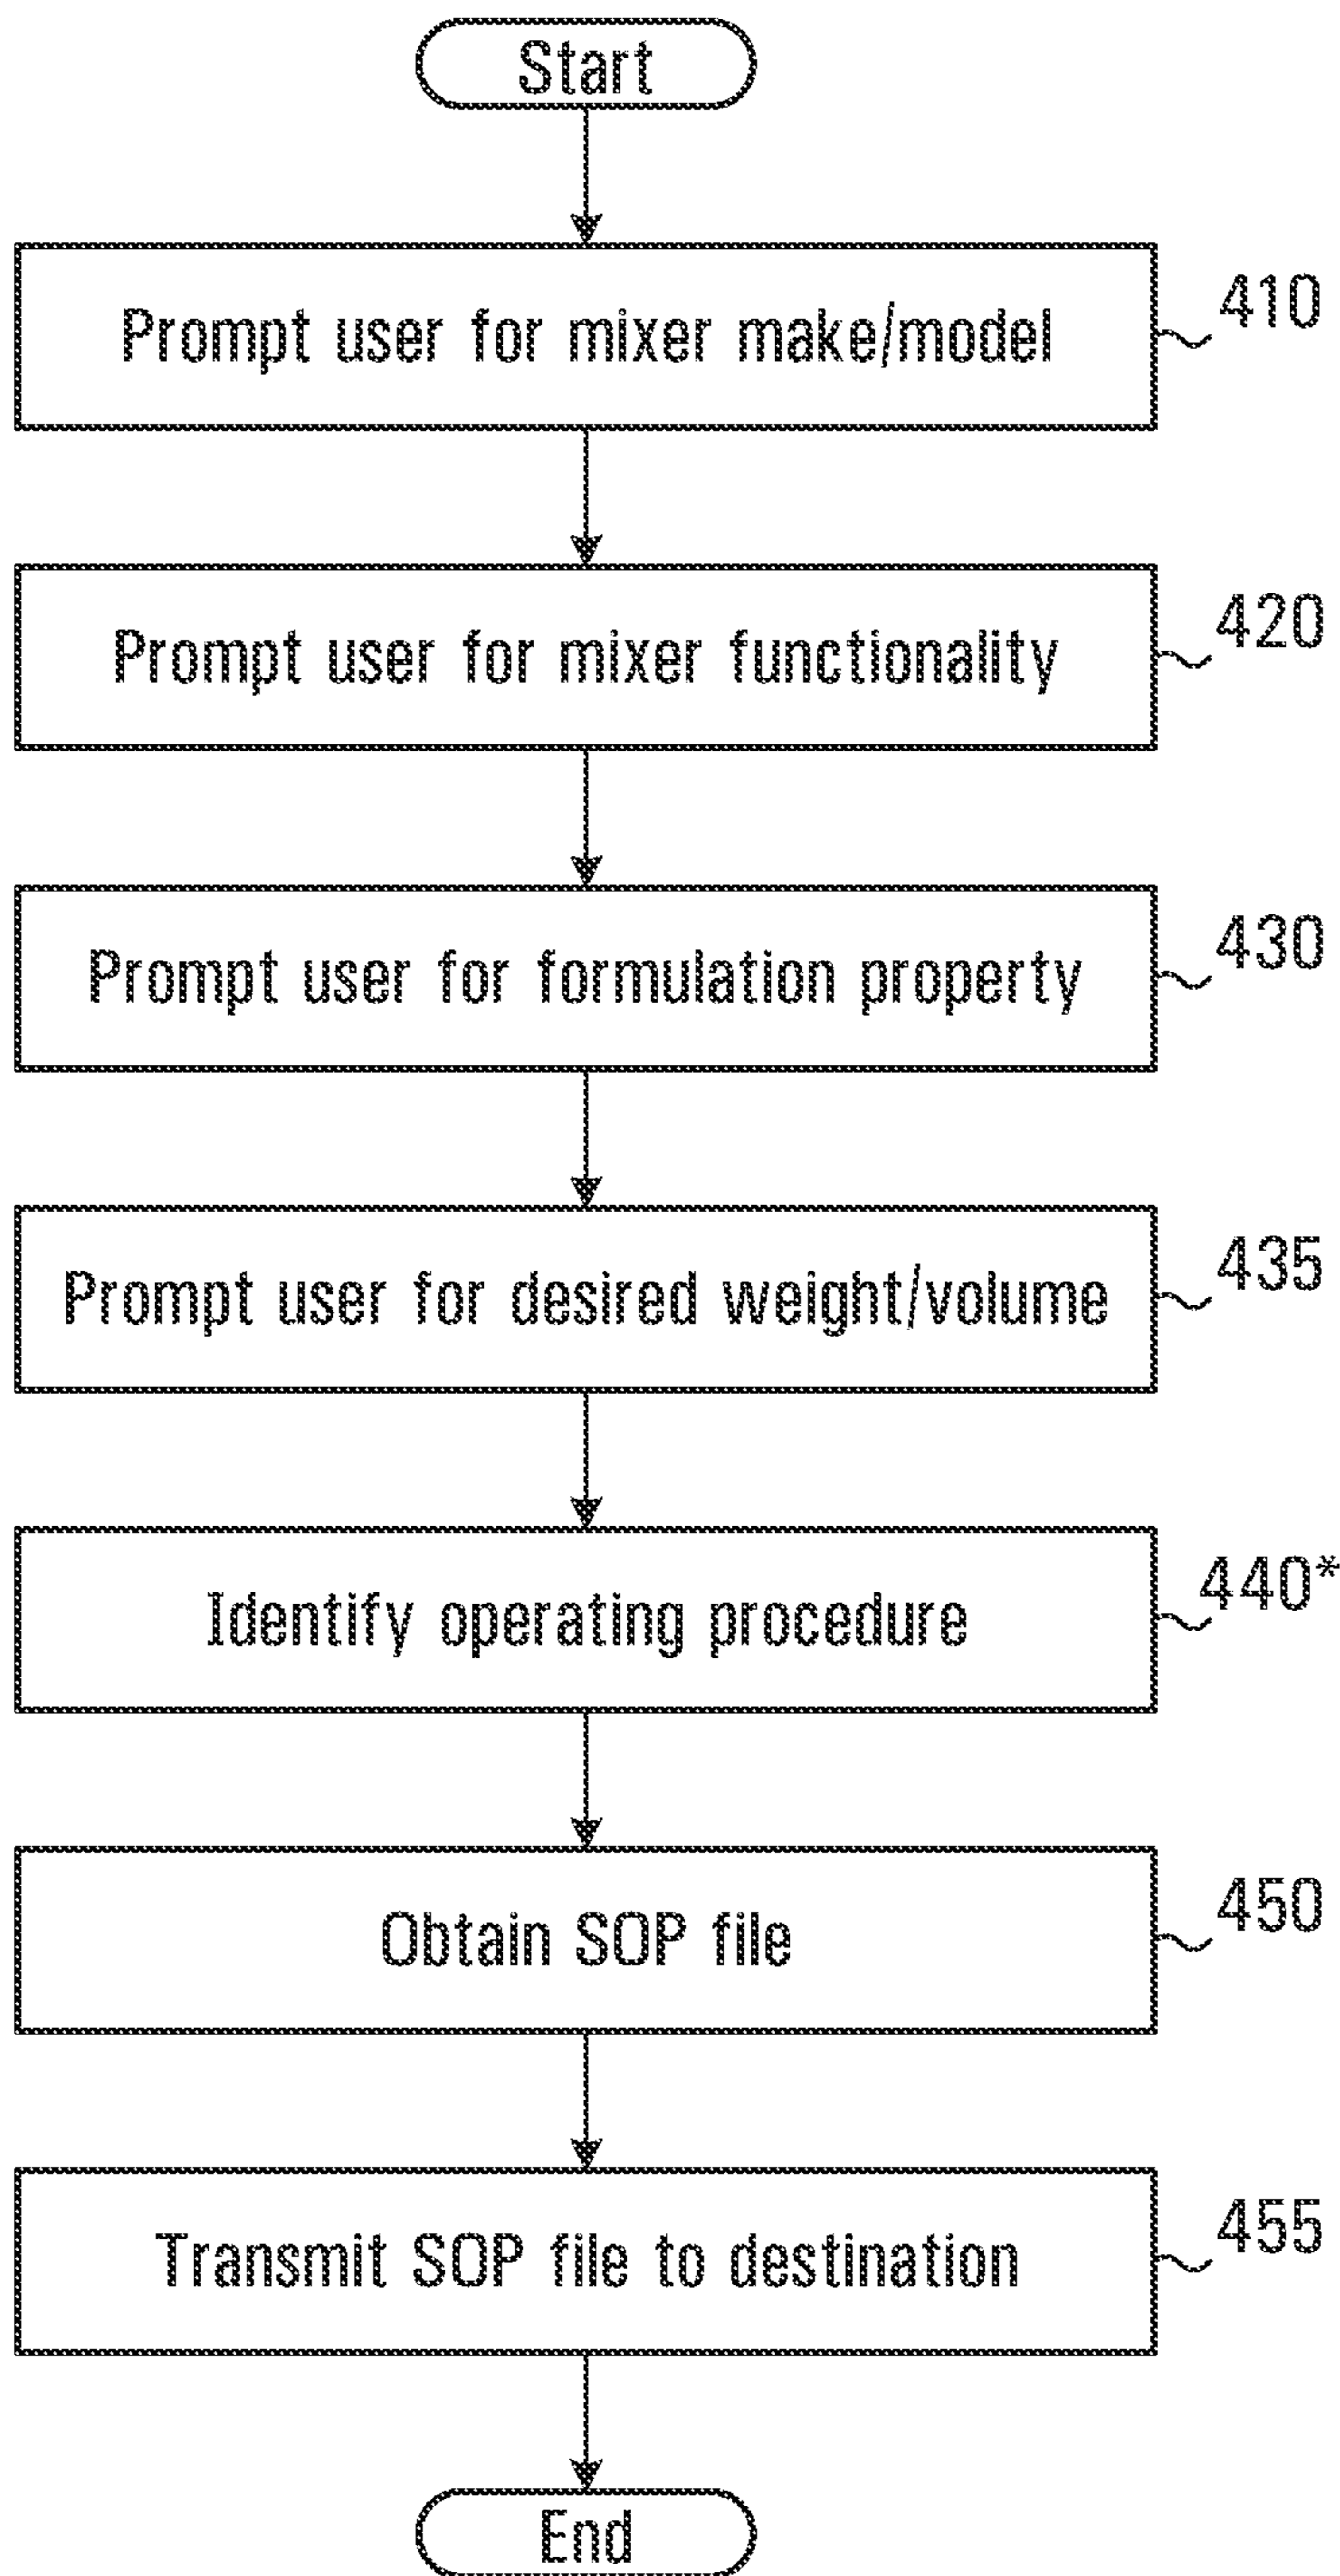 Start
Prompt user for mixer make/model
410
Prompt user for mixer functionality
420
Prompt user for formulation property
430
Prompt user for desired weight/volume
435
Identify operating procedure
440*
Obtain SOP file
450
Transmit SOP file to destination
455
End